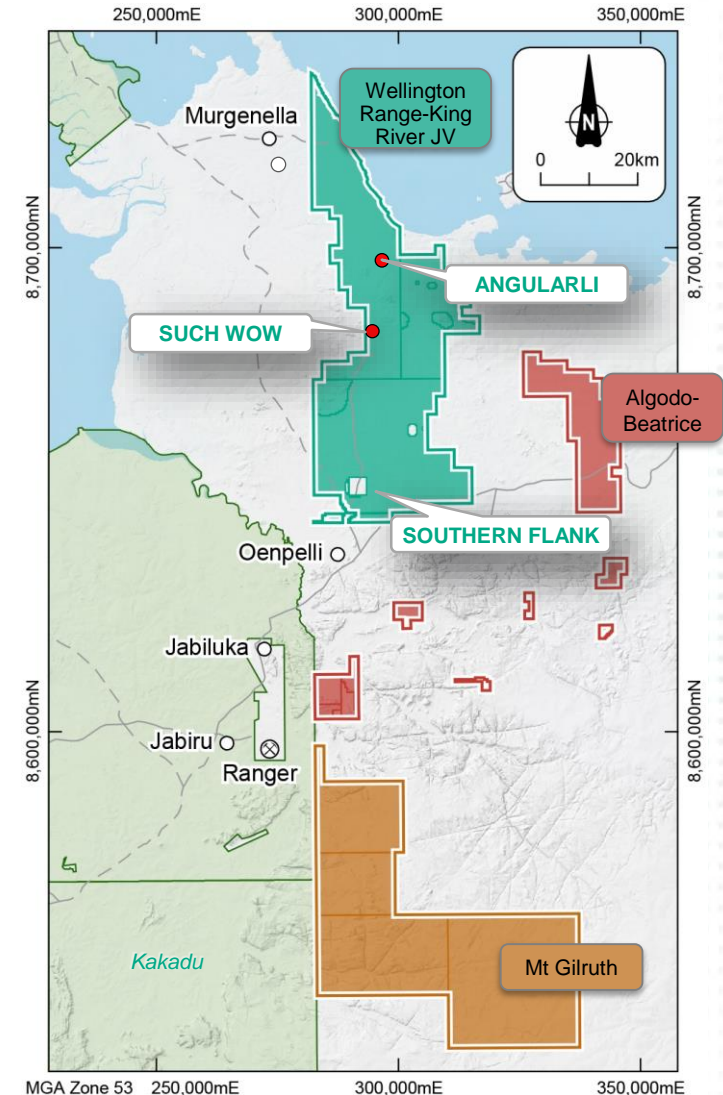 250,000mE 300,000mE 350,000mE
Wellington
Range-King
River JV
N
0 20km
Murgenella
8,700,000mN 8,700,000mN
ANGULARLI
SUCH WOW
Algodo-
Beatrice
SOUTHERN FLANK
Oenpelli
Jabiluka
8,600,000mN 8,600,000mN
Jabiru
Ranger
Kakadu
Mt Gilruth
MGA Zone 53 250,000mE 300,000mE 350,000mE